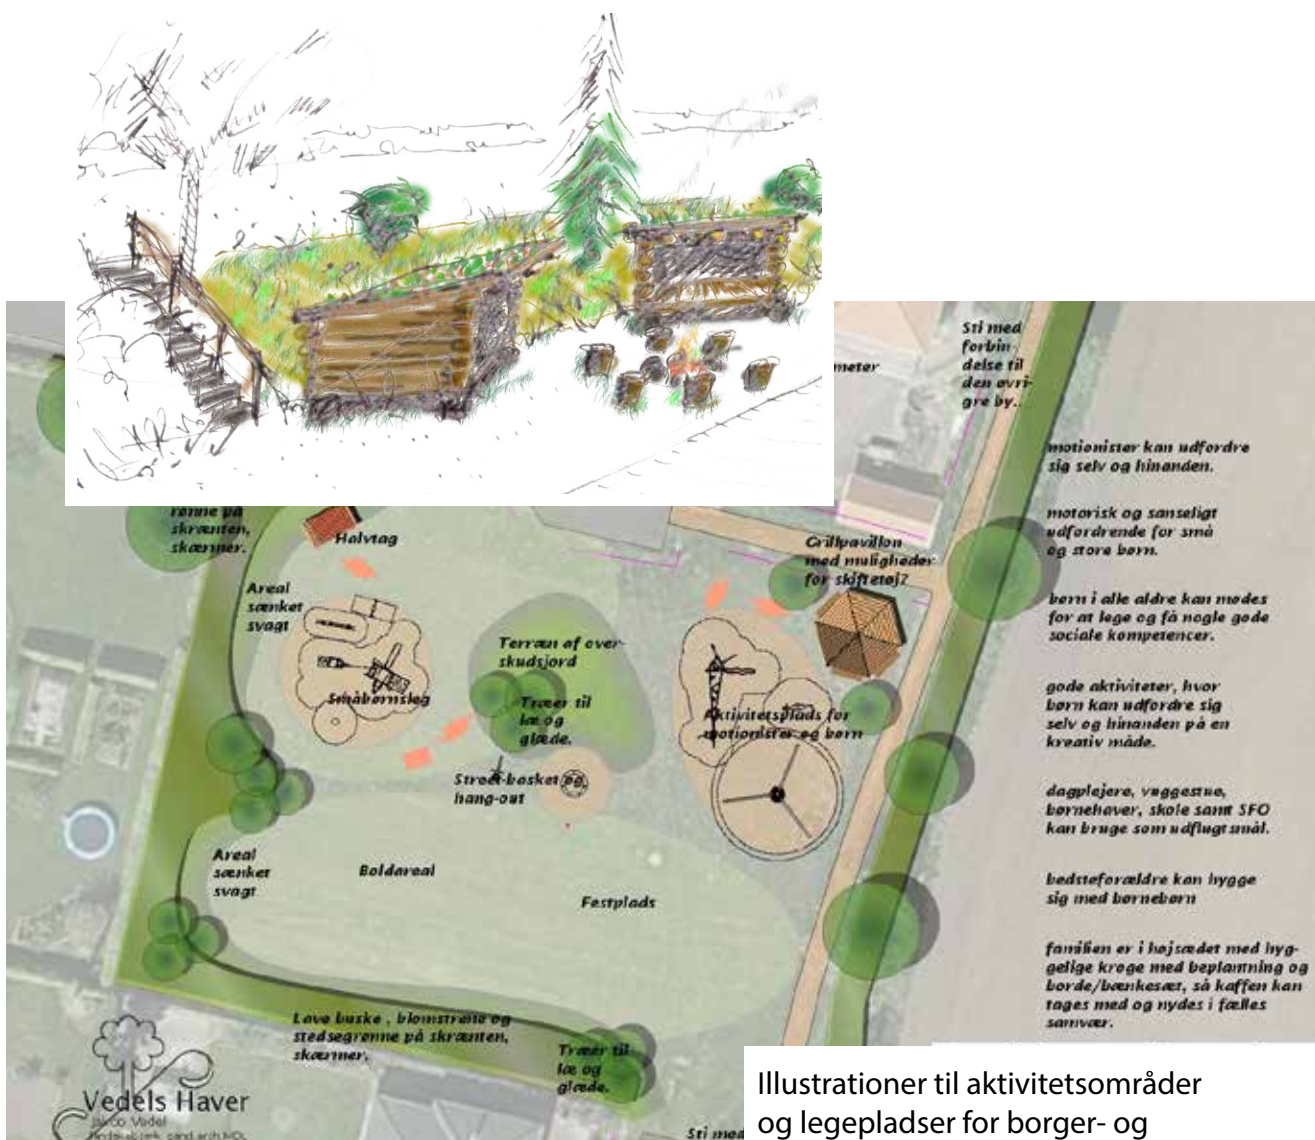 meter
Sti med
forbin-
delse til
den øvri-
gre by..
motionister kan udfordre
sig selv og hinanden.
motorisk og sanseligt
udfordrende for små
og store børn.
børn i alle aldre kan mødes
for at lege og få nogle gode
sociale kompetencer.
gode aktiviteter, hvor
børn kan udfordre sig
selv og hinanden på en
kreativ måde.
dagplejere, vuggestue,
børnehaver, skole samt SFO
kan bruge som udflugtsmål.
bedsteforældre kan hygge
sig med børnebørn
familien er i højsædet med hyg-
gelige kroge med beplantning og
borde/bænkesæt, så kaffen kan
tages med og nydes i fælles
samvær.
rønne på
skrænten,
skærmer.
Halvtag
Grillpavillon
med muligheder
for skiftetøj?
Areal
sænket
svagt
Terræn af over-
skudsjord
Småbørnsleg
Træer til
læ og
glæde.
Aktivitetsplads for
motionister og børn
Street-basket og
hang-out
Areal
sænket
svagt
Boldareal
Festplads
Lave buske , blomstrene og
stedsegrønne på skrænten,
skærmer.
Træer til
læ og
glæde.
Vedels Haver
Jakob Vedel
Sti med
Illustrationer til aktivitetsområder
og legepladser for borger- og